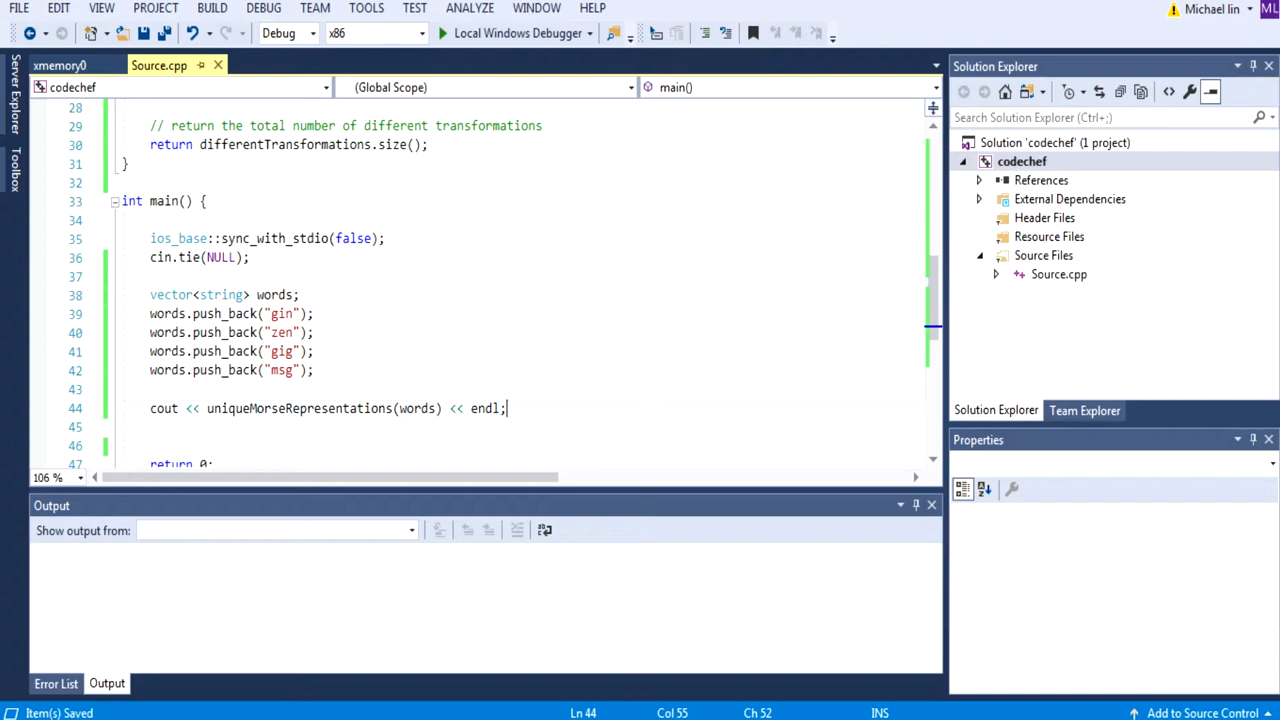 FILE EDIT VIEW PROJECT BUILD DEBUG TEAM TOOLS TEST ANALYZE WINDOW HELP Michael lin ML
Debug x86 Local Windows Debugger
Server Explorer
Toolbox
xmemory0 Source.cpp
codechef (Global Scope) main()
28
29 // return the total number of different transformations
30 return differentTransformations.size();
31 }
32
33 int main() {
34
35 ios_base::sync_with_stdio(false);
36 cin.tie(NULL);
37
38 vector<string> words;
39 words.push_back("gin");
40 words.push_back("zen");
41 words.push_back("gig");
42 words.push_back("msg");
43
44 cout << uniqueMorseRepresentations(words) << endl;
45
46
47 return 0;
106 %
Output
Show output from:
Error List Output
Solution Explorer
Search Solution Explorer (Ctrl+;)
Solution 'codechef' (1 project)
codechef
References
External Dependencies
Header Files
Resource Files
Source Files
Source.cpp
Solution Explorer Team Explorer
Properties
Item(s) Saved Ln 44 Col 55 Ch 52 INS Add to Source Control